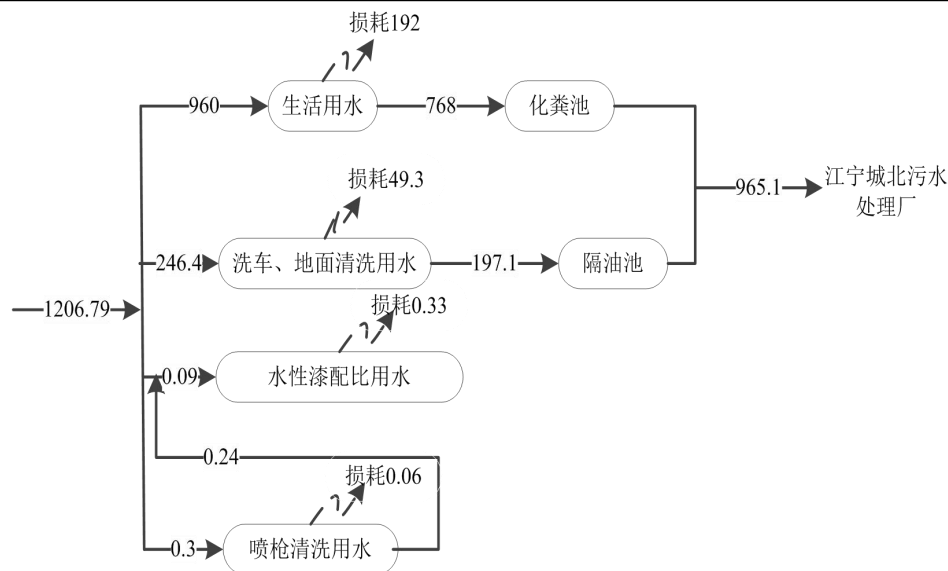 损耗192
960
生活用水
768
化粪池
损耗49.3
965.1
江宁城北污水
处理厂
246.4
洗车、地面清洗用水
197.1
隔油池
1206.79
损耗0.33
0.09
水性漆配比用水
0.24
损耗0.06
0.3
喷枪清洗用水